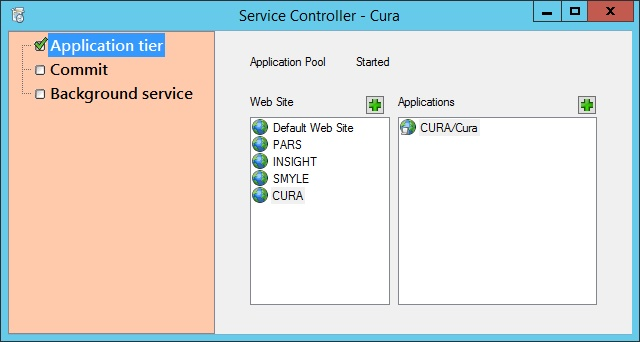 Service Controller - Cura
Application tier
Commit
Background service
Application Pool Started
Web Site
Default Web Site
PARS
INSIGHT
SMYLE
CURA
Applications
CURA/Cura